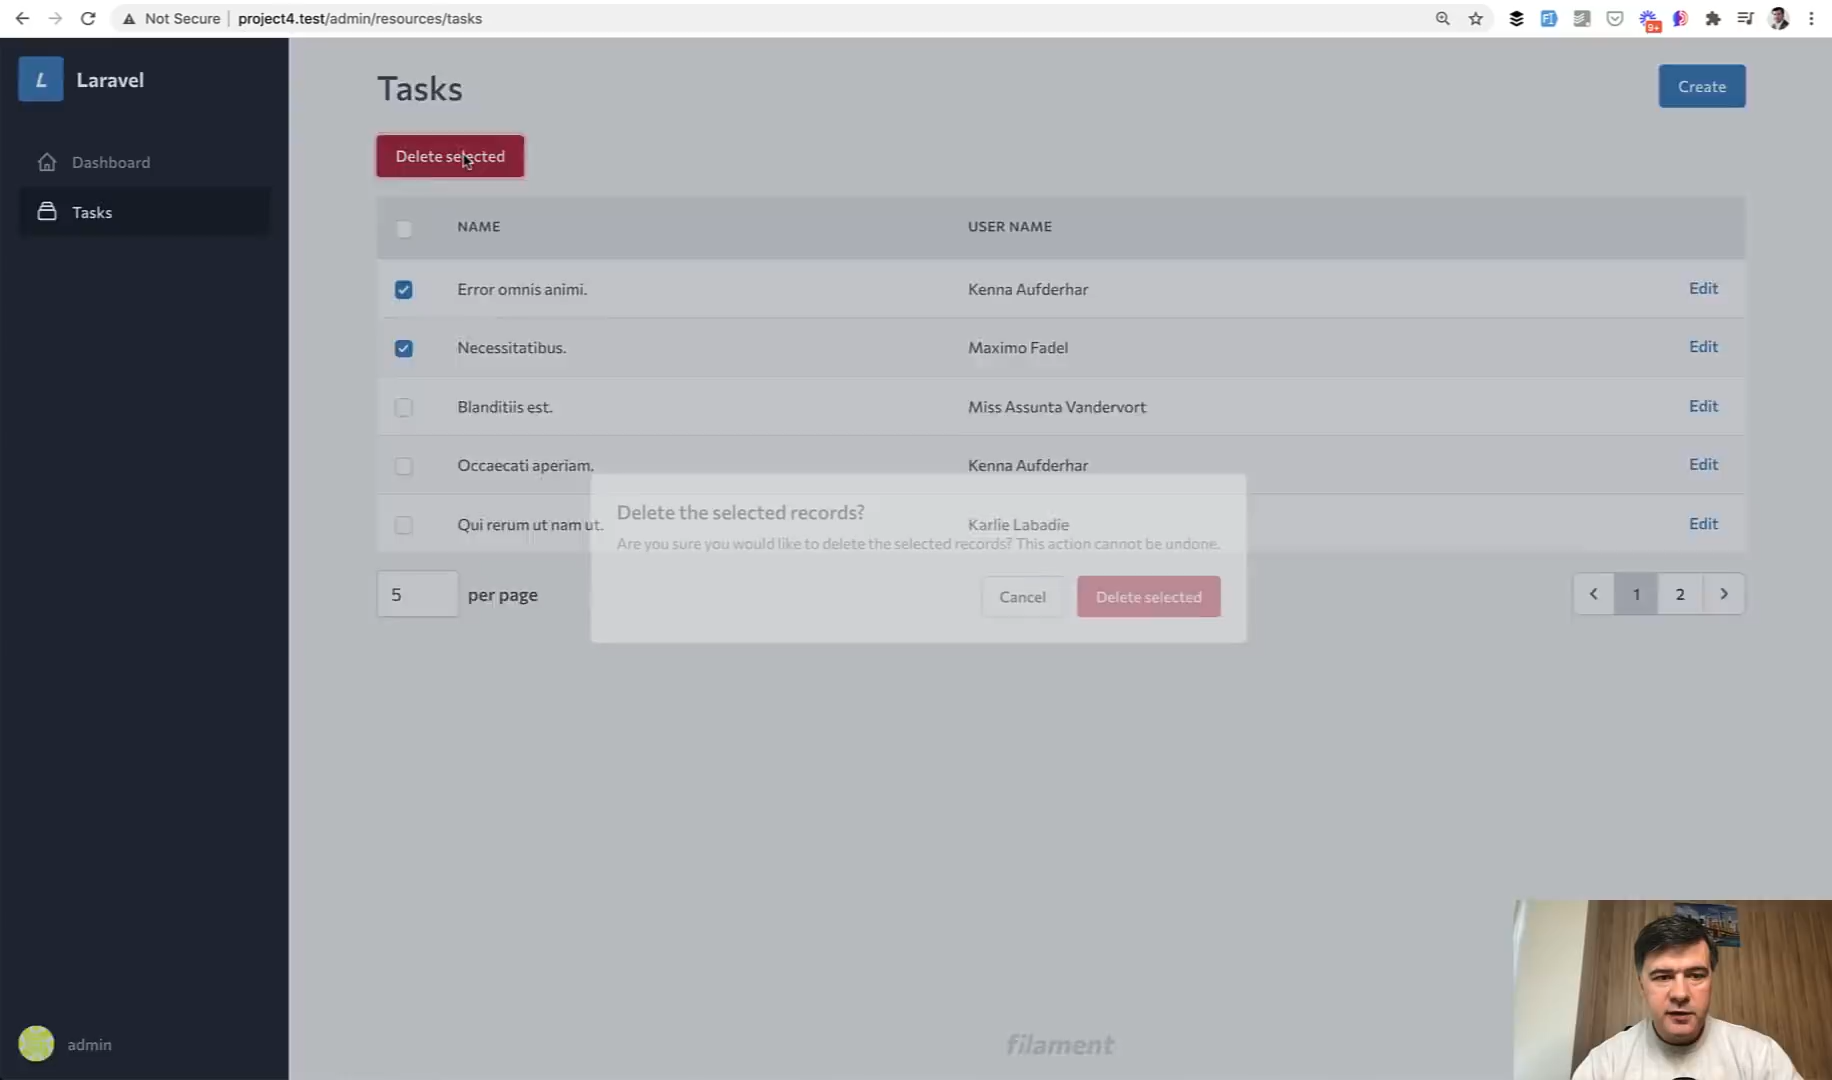 Not Secure | project4.test/admin/resources/tasks
9+
L Laravel
Dashboard
Tasks
admin
Tasks
Create
Delete selected
NAME USER NAME
Error omnis animi. Kenna Aufderhar Edit
Necessitatibus. Maximo Fadel Edit
Blanditiis est. Miss Assunta Vandervort Edit
Occaecati aperiam. Kenna Aufderhar Edit
Qui rerum ut nam ut. Karlie Labadie Edit
Delete the selected records?
Are you sure you would like to delete the selected records? This action cannot be undone.
Cancel Delete selected
5 per page
1 2
filament